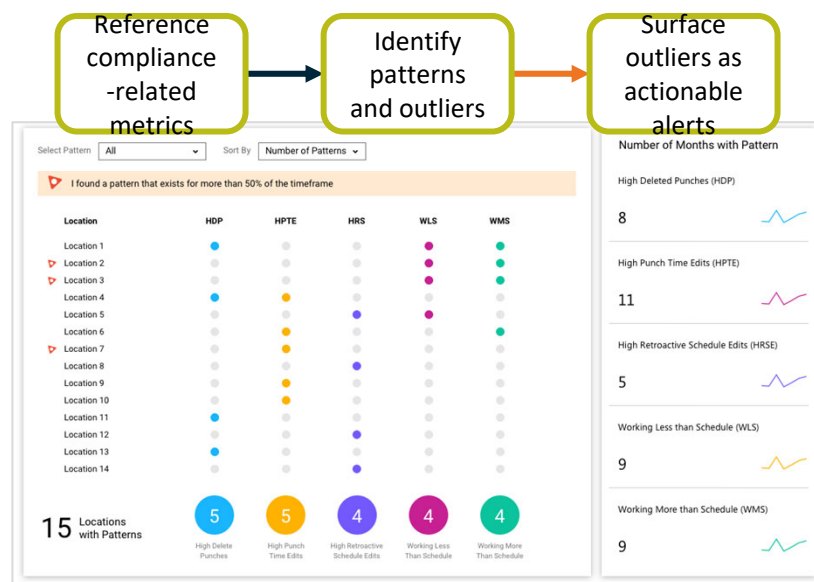 Reference
compliance
-related
metrics
Identify
patterns
and outliers
Surface
outliers as
actionable
alerts
Select Pattern All Sort By Number of Patterns
I found a pattern that exists for more than 50% of the timeframe
Location HDP HPTE HRS WLS WMS
Location 1
Location 2
Location 3
Location 4
Location 5
Location 6
Location 7
Location 8
Location 9
Location 10
Location 11
Location 12
Location 13
Location 14
15 Locations
with Patterns
5 5 4 4 4
High Delete High Punch High Retroactive Working Less Working More
Punches Time Edits Schedule Edits Than Schedule Than Schedule
Number of Months with Pattern
High Deleted Punches (HDP)
8
High Punch Time Edits (HPTE)
11
High Retroactive Schedule Edits (HRSE)
5
Working Less than Schedule (WLS)
9
Working More than Schedule (WMS)
9